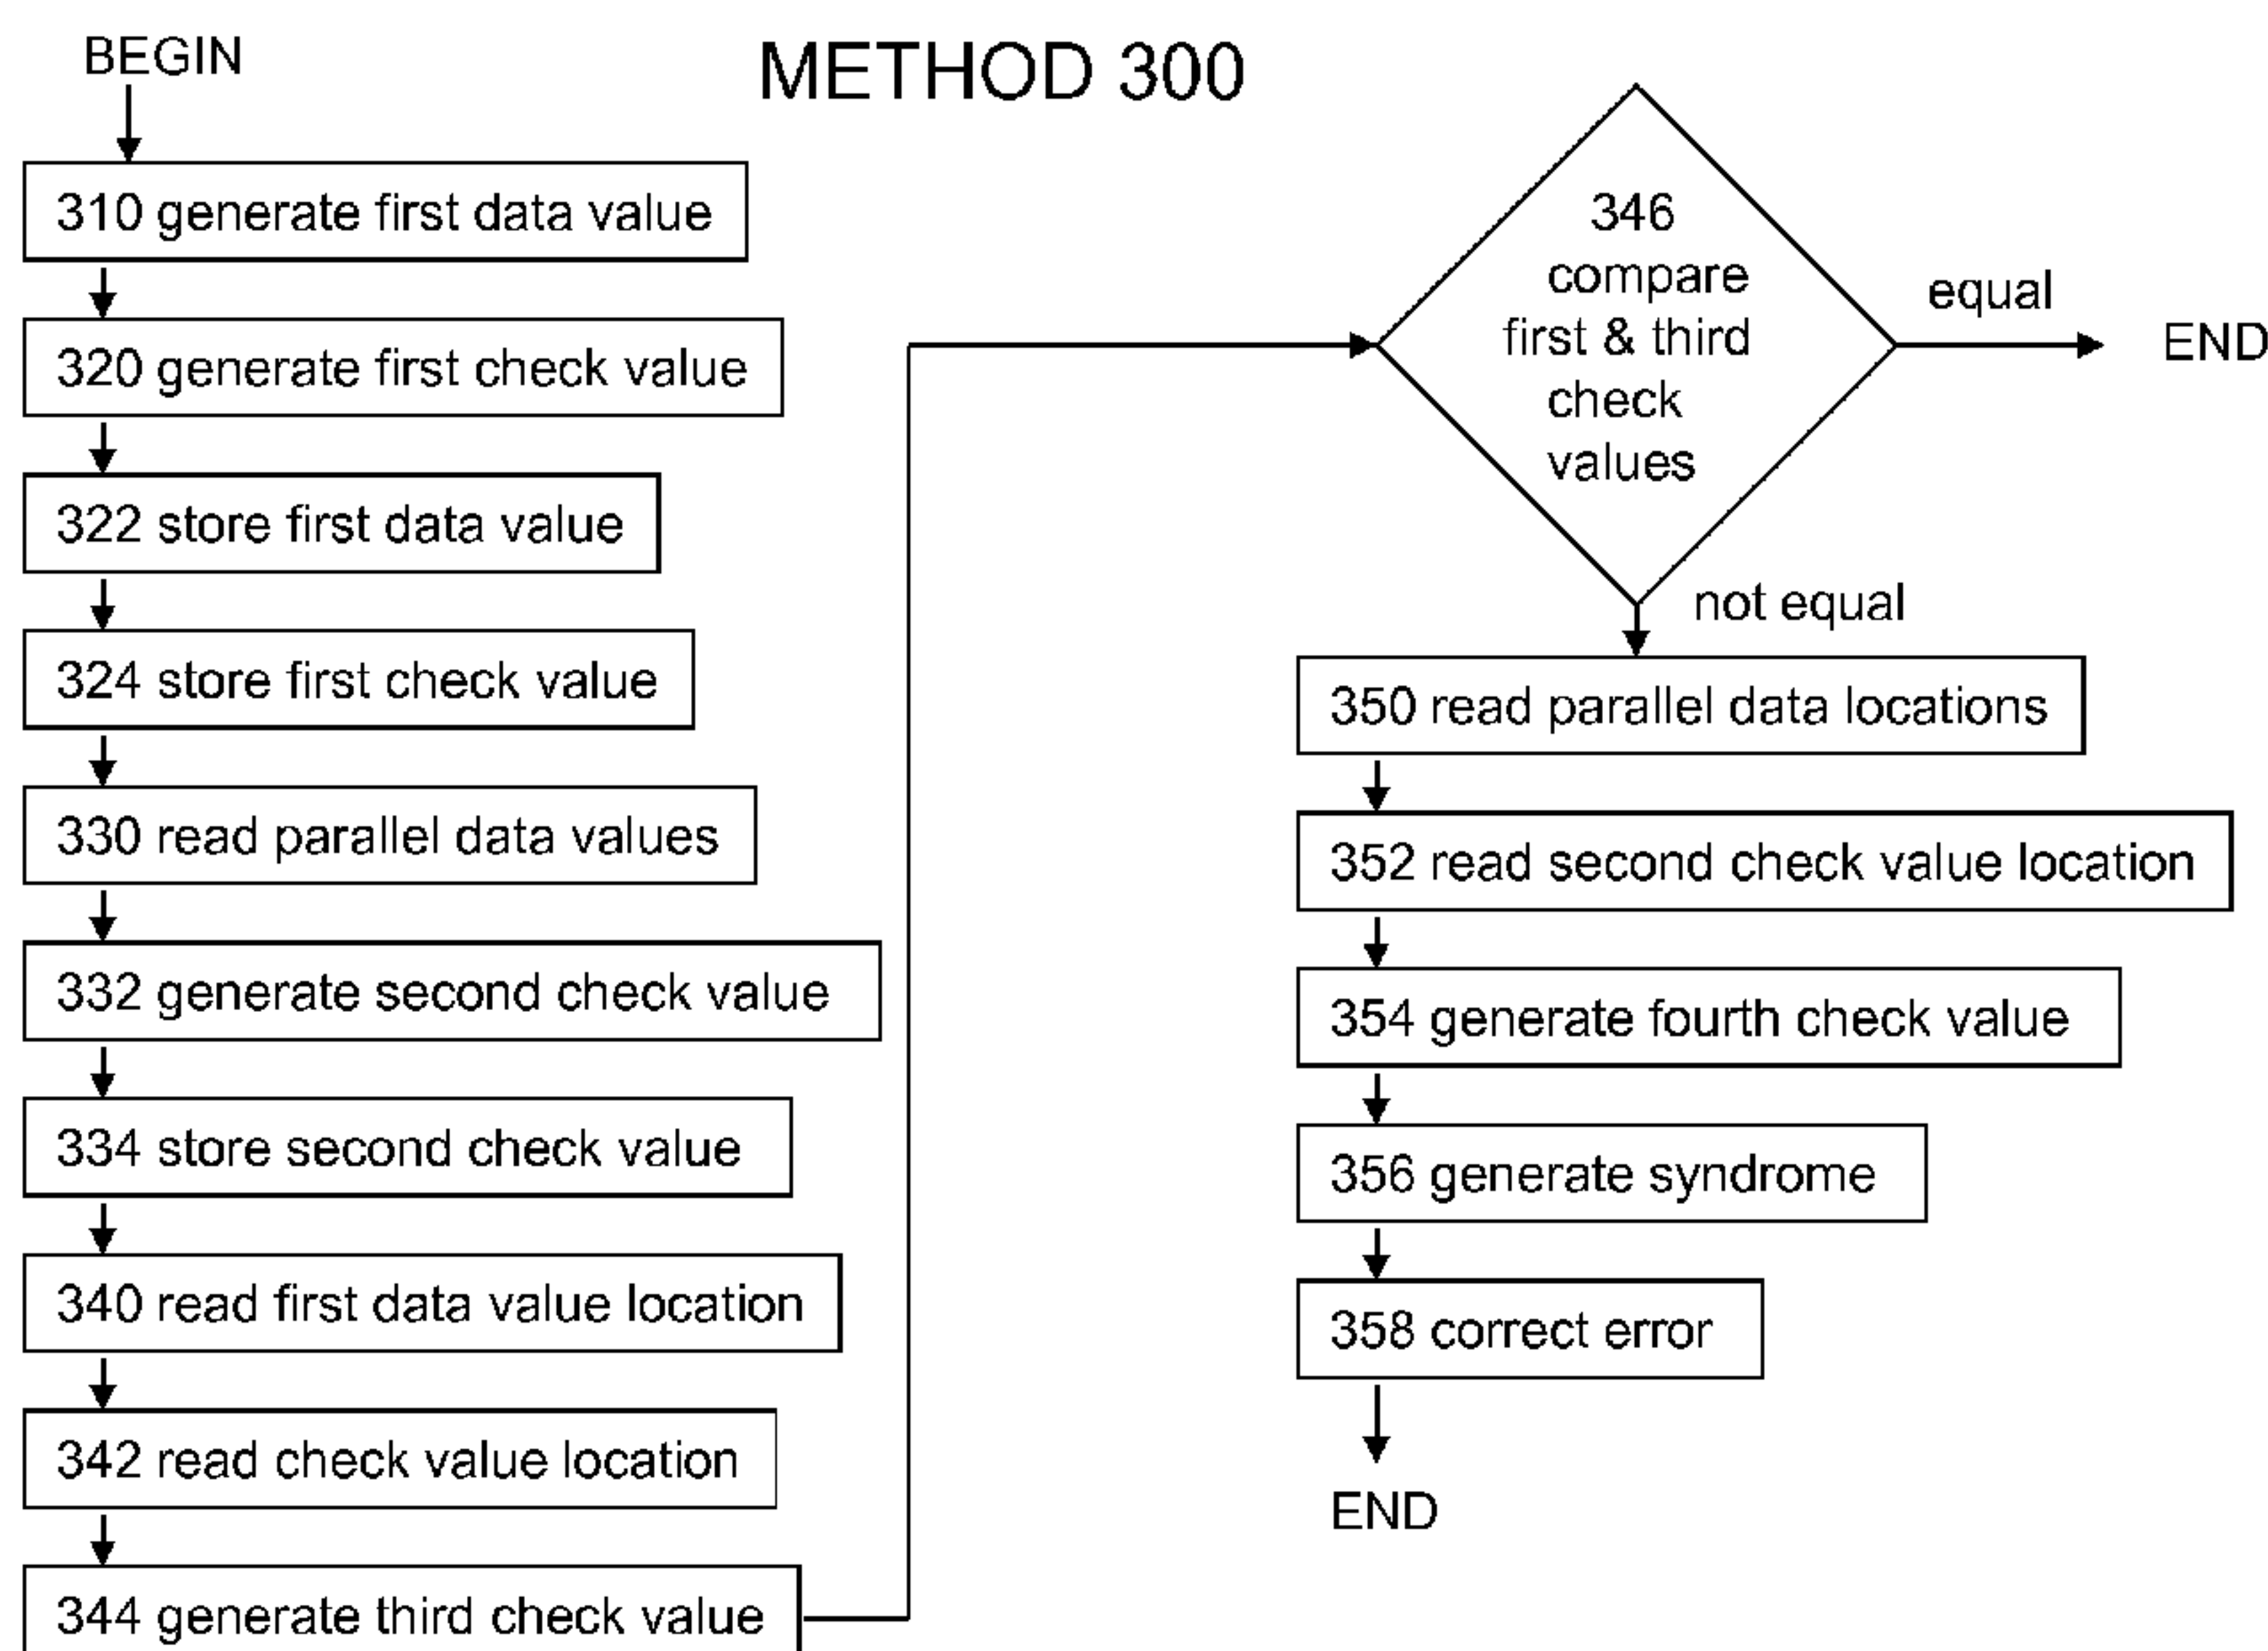 METHOD 300
BEGIN
310 generate first data value
320 generate first check value
322 store first data value
324 store first check value
330 read parallel data values
332 generate second check value
334 store second check value
340 read first data value location
342 read check value location
344 generate third check value
346
compare
first & third
check
values
equal
END
not equal
350 read parallel data locations
352 read second check value location
354 generate fourth check value
356 generate syndrome
358 correct error
END